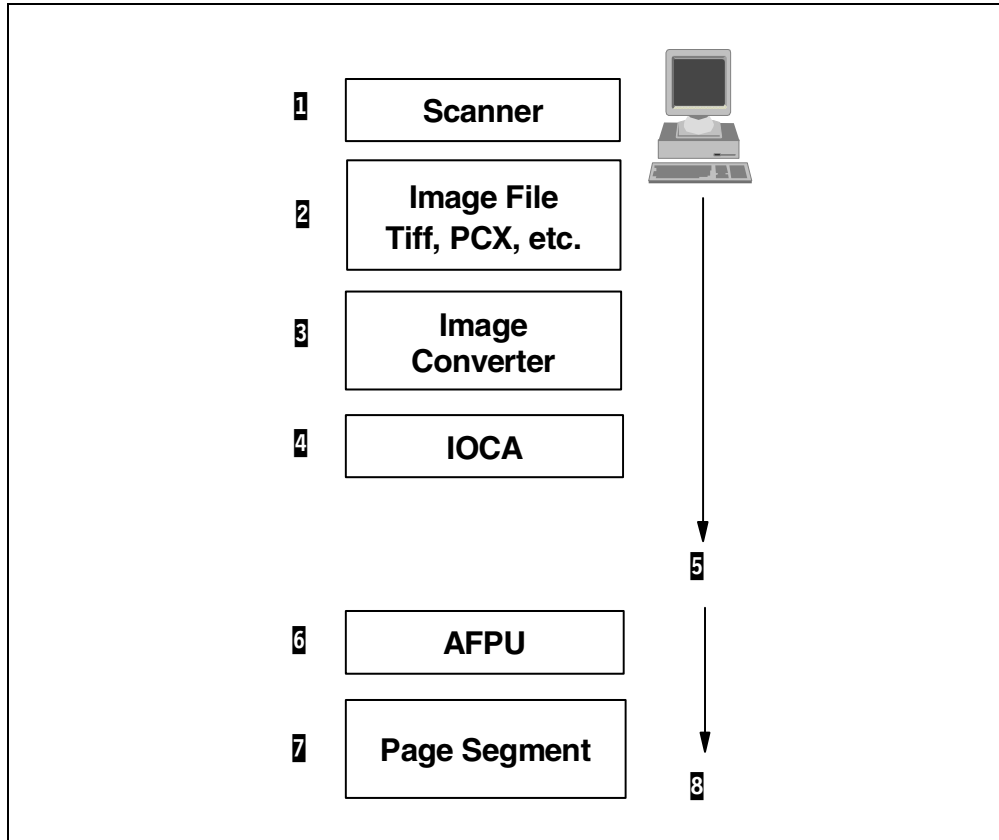 1 Scanner
2 Image File
Tiff, PCX, etc.
3 Image
Converter
4 IOCA
5
6 AFPU
7 Page Segment
8